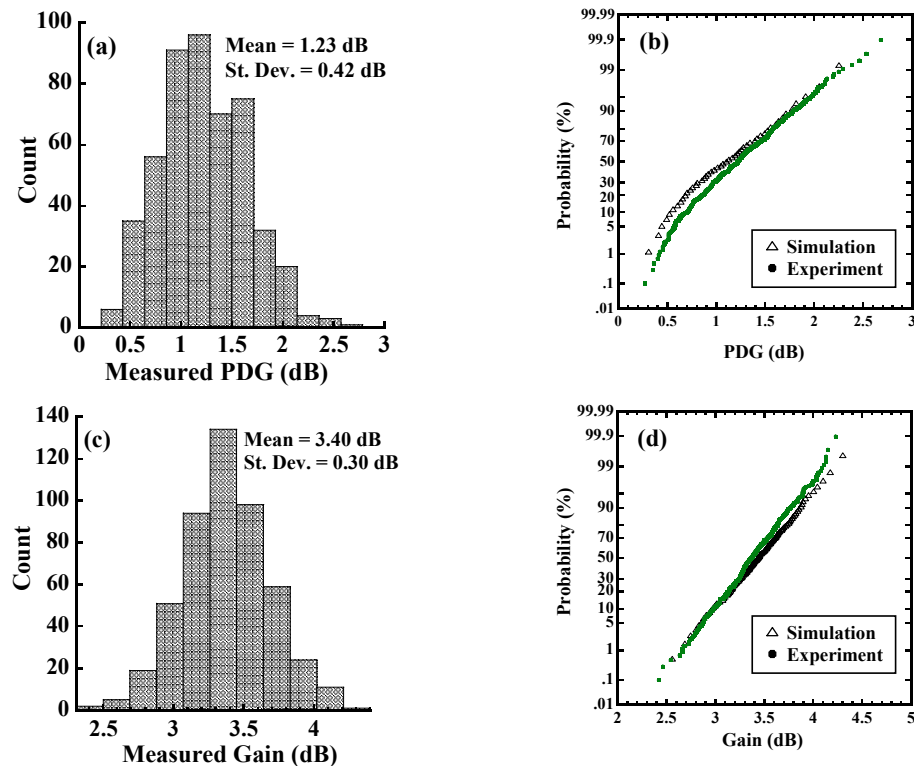 (a)
Mean = 1.23 dB
St. Dev. = 0.42 dB
100
80
60
40
20
0
Count
0 0.5 1 1.5 2 2.5 3
Measured PDG (dB)
(b)
99.99
99.9
99
90
70
50
30
20
10
5
1
.1
.01
Probability (%)
Simulation
Experiment
0 0.5 1 1.5 2 2.5 3
PDG (dB)
(c)
Mean = 3.40 dB
St. Dev. = 0.30 dB
140
120
100
80
60
40
20
0
Count
2.5 3 3.5 4
Measured Gain (dB)
(d)
99.99
99.9
99
90
70
50
30
20
10
5
1
.1
.01
Probability (%)
Simulation
Experiment
2 2.5 3 3.5 4 4.5 5
Gain (dB)